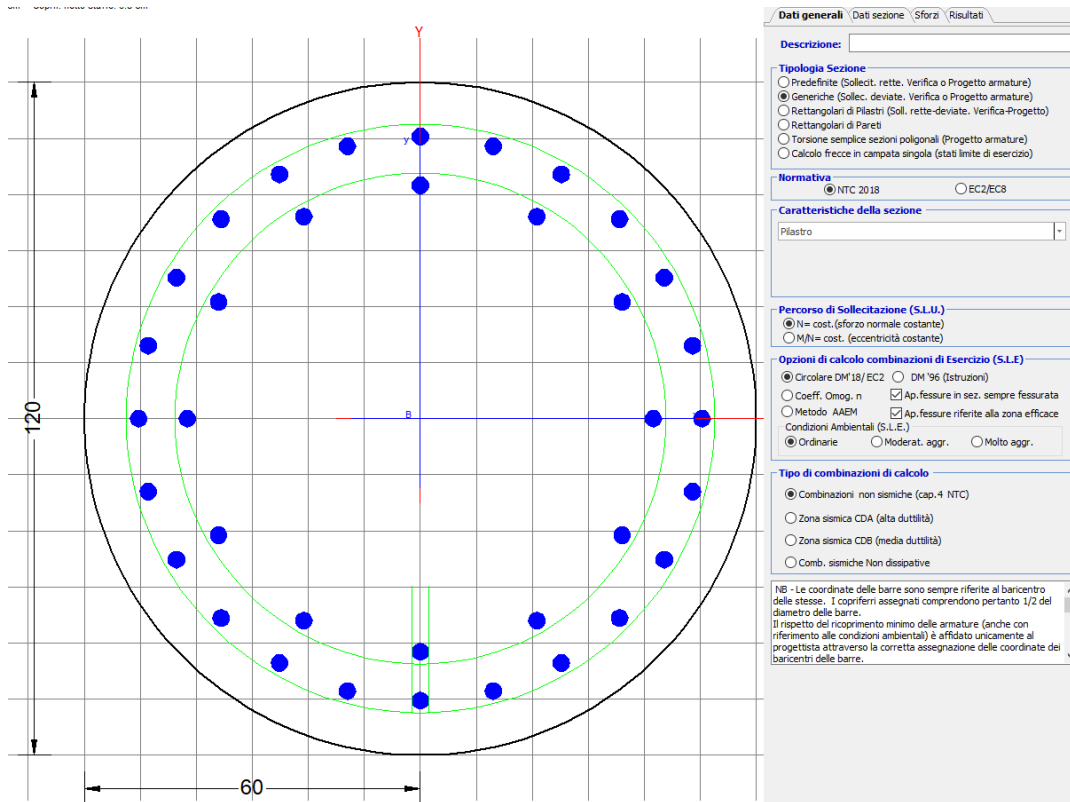 Y
y
B
120
60
Dati generali Dati sezione Sforzi Risultati
Descrizione:
Tipologia Sezione
Predefinite (Sollecit. rette. Verifica o Progetto armature)
Generiche (Sollec. deviate. Verifica o Progetto armature)
Rettangolari di Pilastri (Soll. rette-deviate. Verifica-Progetto)
Rettangolari di Pareti
Torsione semplice sezioni poligonali (Progetto armature)
Calcolo frecce in campata singola (stati limite di esercizio)
Normativa
NTC 2018 EC2/EC8
Caratteristiche della sezione
Pilastro
Percorso di Sollecitazione (S.L.U.)
N= cost.(sforzo normale costante)
M/N= cost. (eccentricità costante)
Opzioni di calcolo combinazioni di Esercizio (S.L.E)
Circolare DM'18/ EC2 DM '96 (Istruzioni)
Coeff. Omog. n Ap.fessure in sez. sempre fessurata
Metodo AAEM Ap.fessure riferite alla zona efficace
Condizioni Ambientali (S.L.E.)
Ordinarie Moderat. aggr. Molto aggr.
Tipo di combinazioni di calcolo
Combinazioni non sismiche (cap.4 NTC)
Zona sismica CDA (alta duttilità)
Zona sismica CDB (media duttilità)
Comb. sismiche Non dissipative
NB - Le coordinate delle barre sono sempre riferite al baricentro
delle stesse. I copriferri assegnati comprendono pertanto 1/2 del
diametro delle barre.
Il rispetto del ricoprimento minimo delle armature (anche con
riferimento alle condizioni ambientali) è affidato unicamente al
progettista attraverso la corretta assegnazione delle coordinate dei
baricentri delle barre.